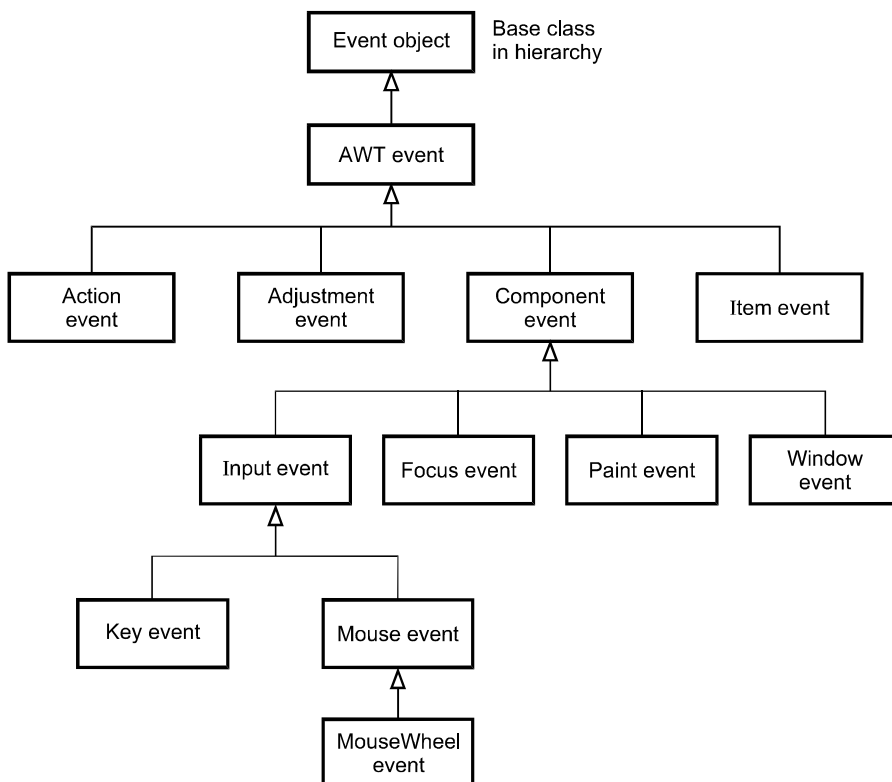 Event object
Base class
in hierarchy
AWT event
Action
event
Adjustment
event
Component
event
Item event
Input event
Focus event
Paint event
Window
event
Key event
Mouse event
MouseWheel
event